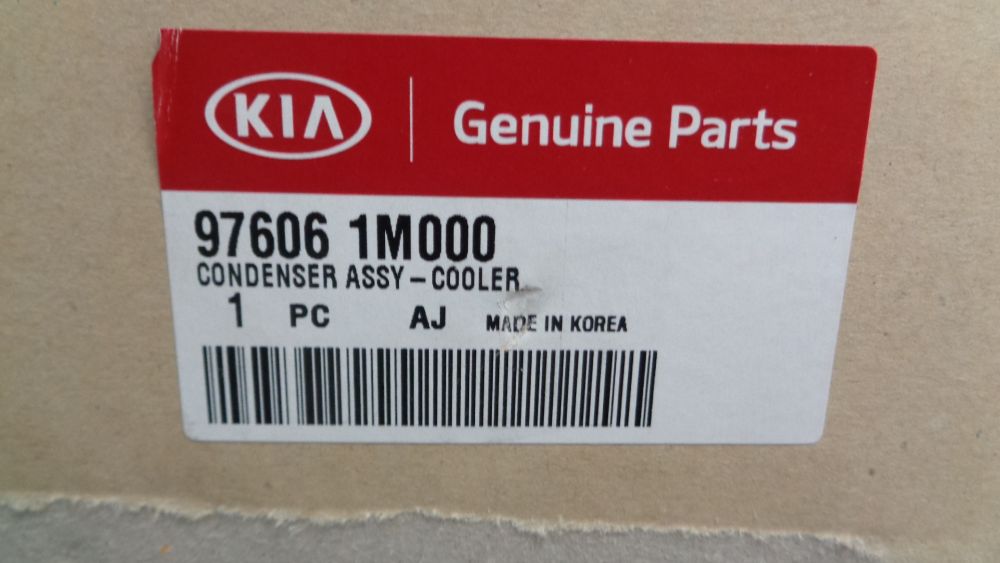 KIA Genuine Parts
97606 1M000
CONDENSER ASSY-COOLER
1 PC AJ MADE IN KOREA